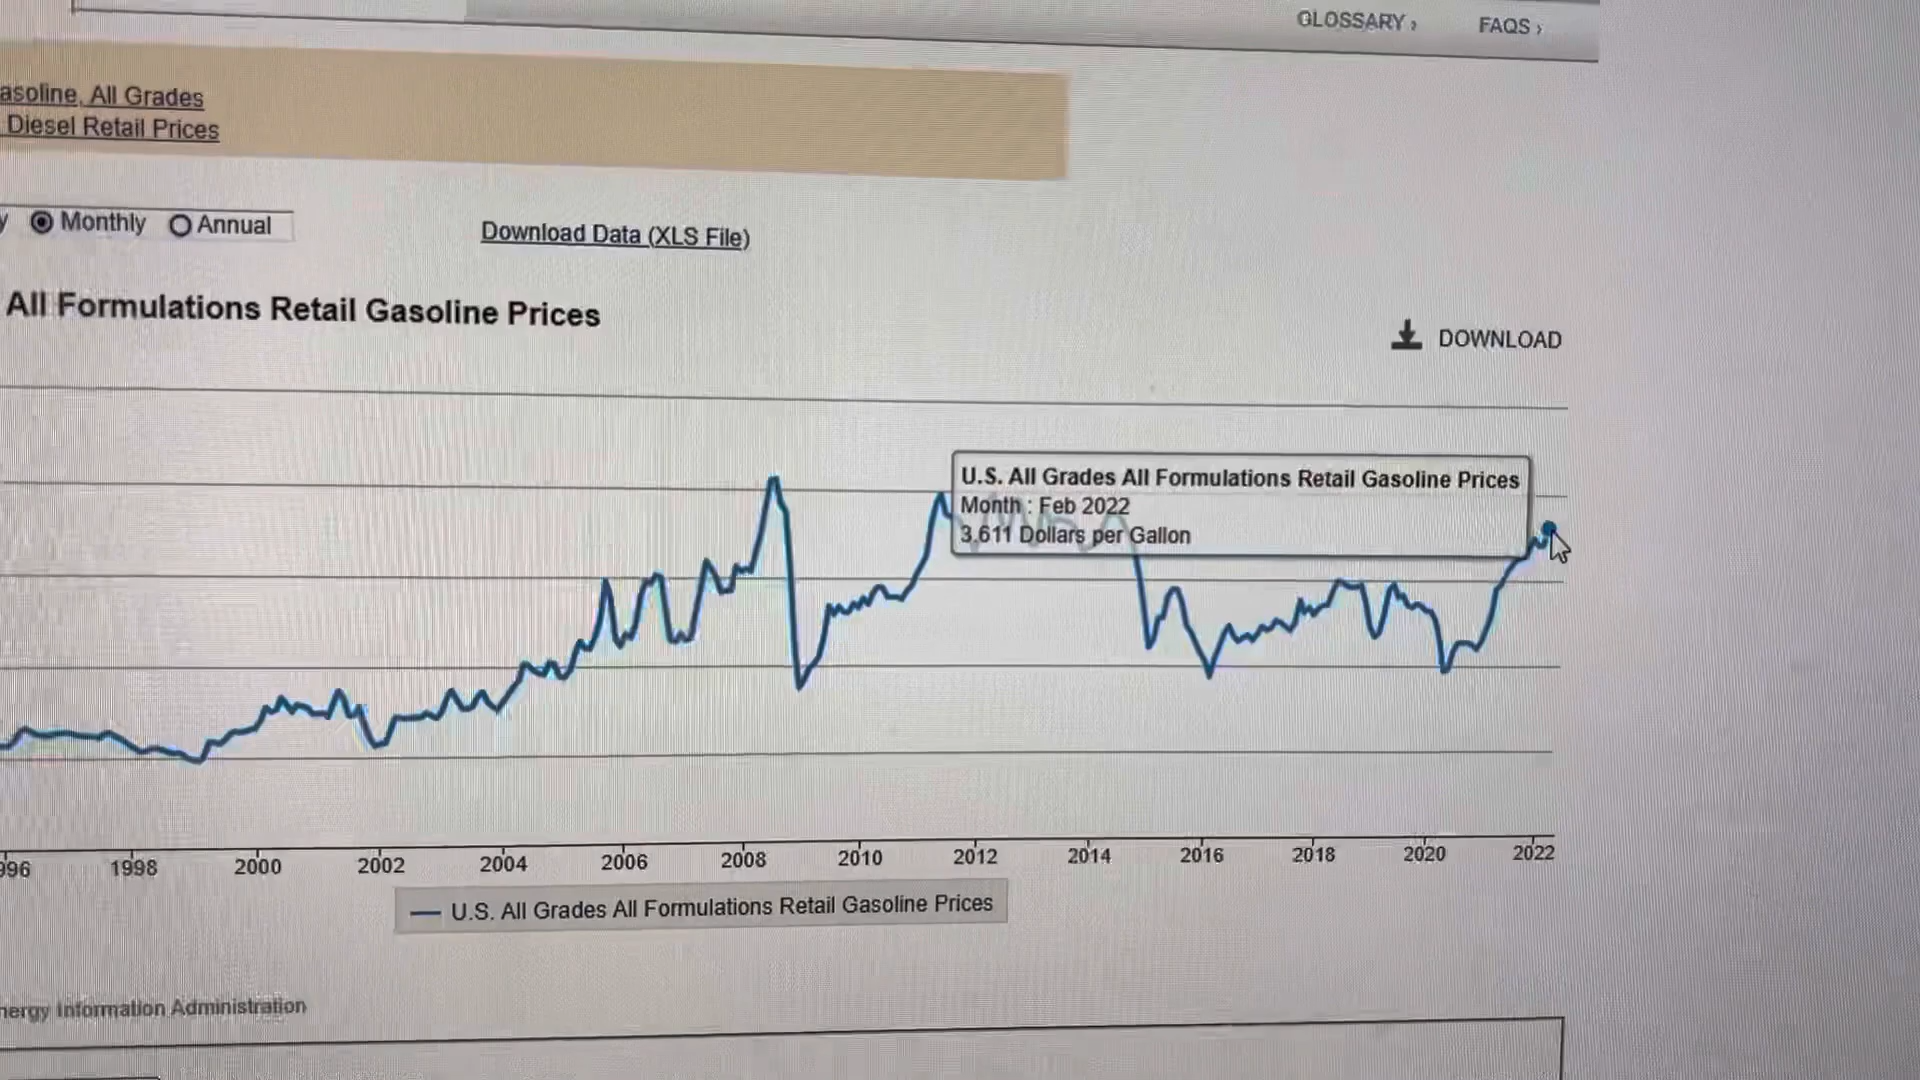 GLOSSARY › FAQS ›
asoline, All Grades
Diesel Retail Prices
y Monthly Annual
Download Data (XLS File)
All Formulations Retail Gasoline Prices
DOWNLOAD
U.S. All Grades All Formulations Retail Gasoline Prices
Month : Feb 2022
3.611 Dollars per Gallon
996 1998 2000 2002 2004 2006 2008 2010 2012 2014 2016 2018 2020 2022
U.S. All Grades All Formulations Retail Gasoline Prices
nergy Information Administration